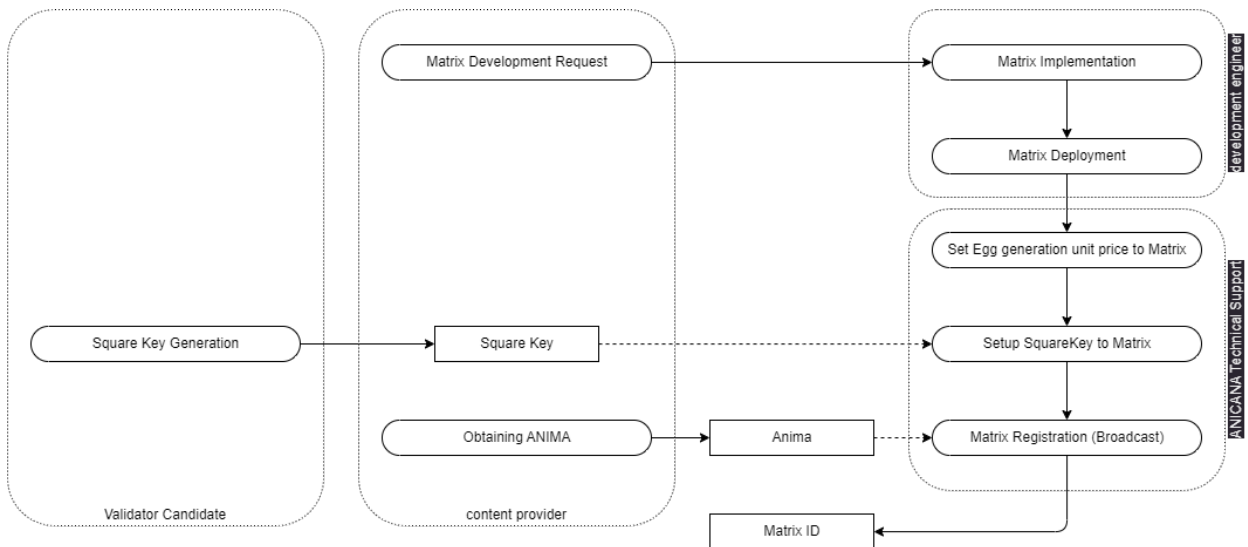 Matrix Development Request
Matrix Implementation
development engineer
Matrix Deployment
Set Egg generation unit price to Matrix
Square Key Generation
Square Key
Setup SquareKey to Matrix
ANICANA Technical Support
Obtaining ANIMA
Anima
Matrix Registration (Broadcast)
Validator Candidate
content provider
Matrix ID